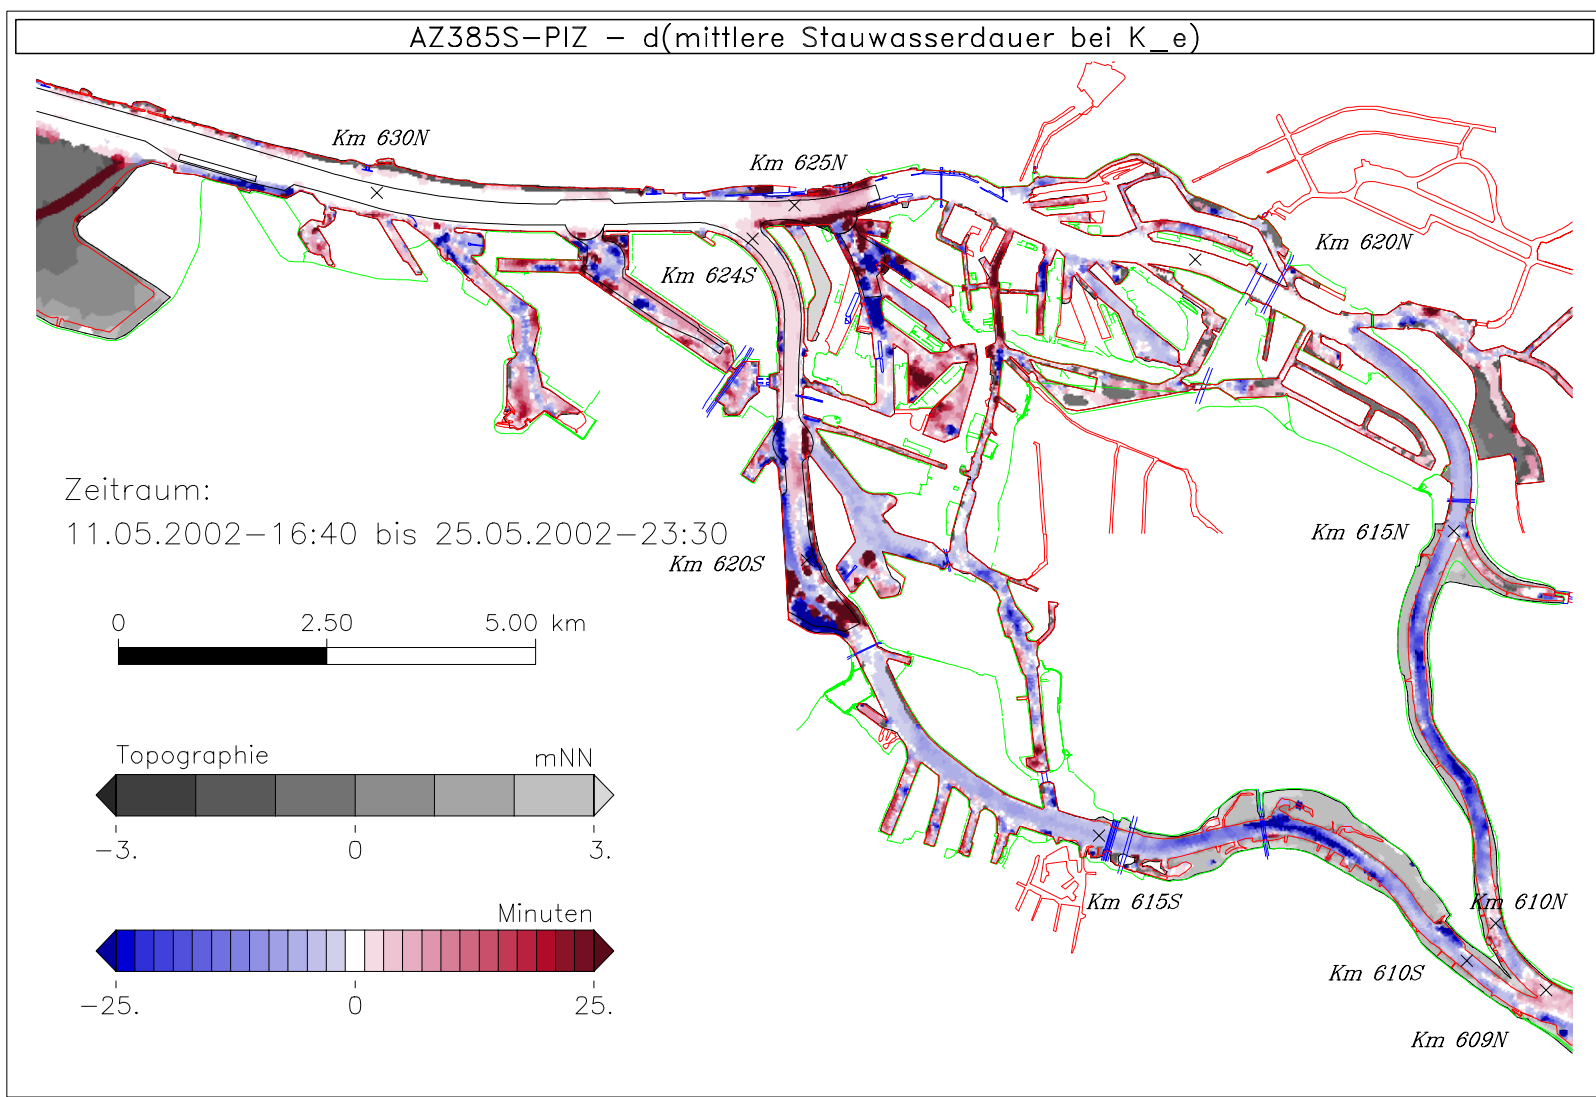 AZ385S-PIZ - d(mittlere Stauwasserdauer bei K_e)
Km 630N
Km 625N
Km 620N
Km 624S
Zeitraum:
11.05.2002-16:40 bis 25.05.2002-23:30
Km 615N
Km 620S
0 2.50 5.00 km
Topographie mNN
-3. 0 3.
Km 615S
Km 610N
Minuten
Km 610S
-25. 0 25.
Km 609N